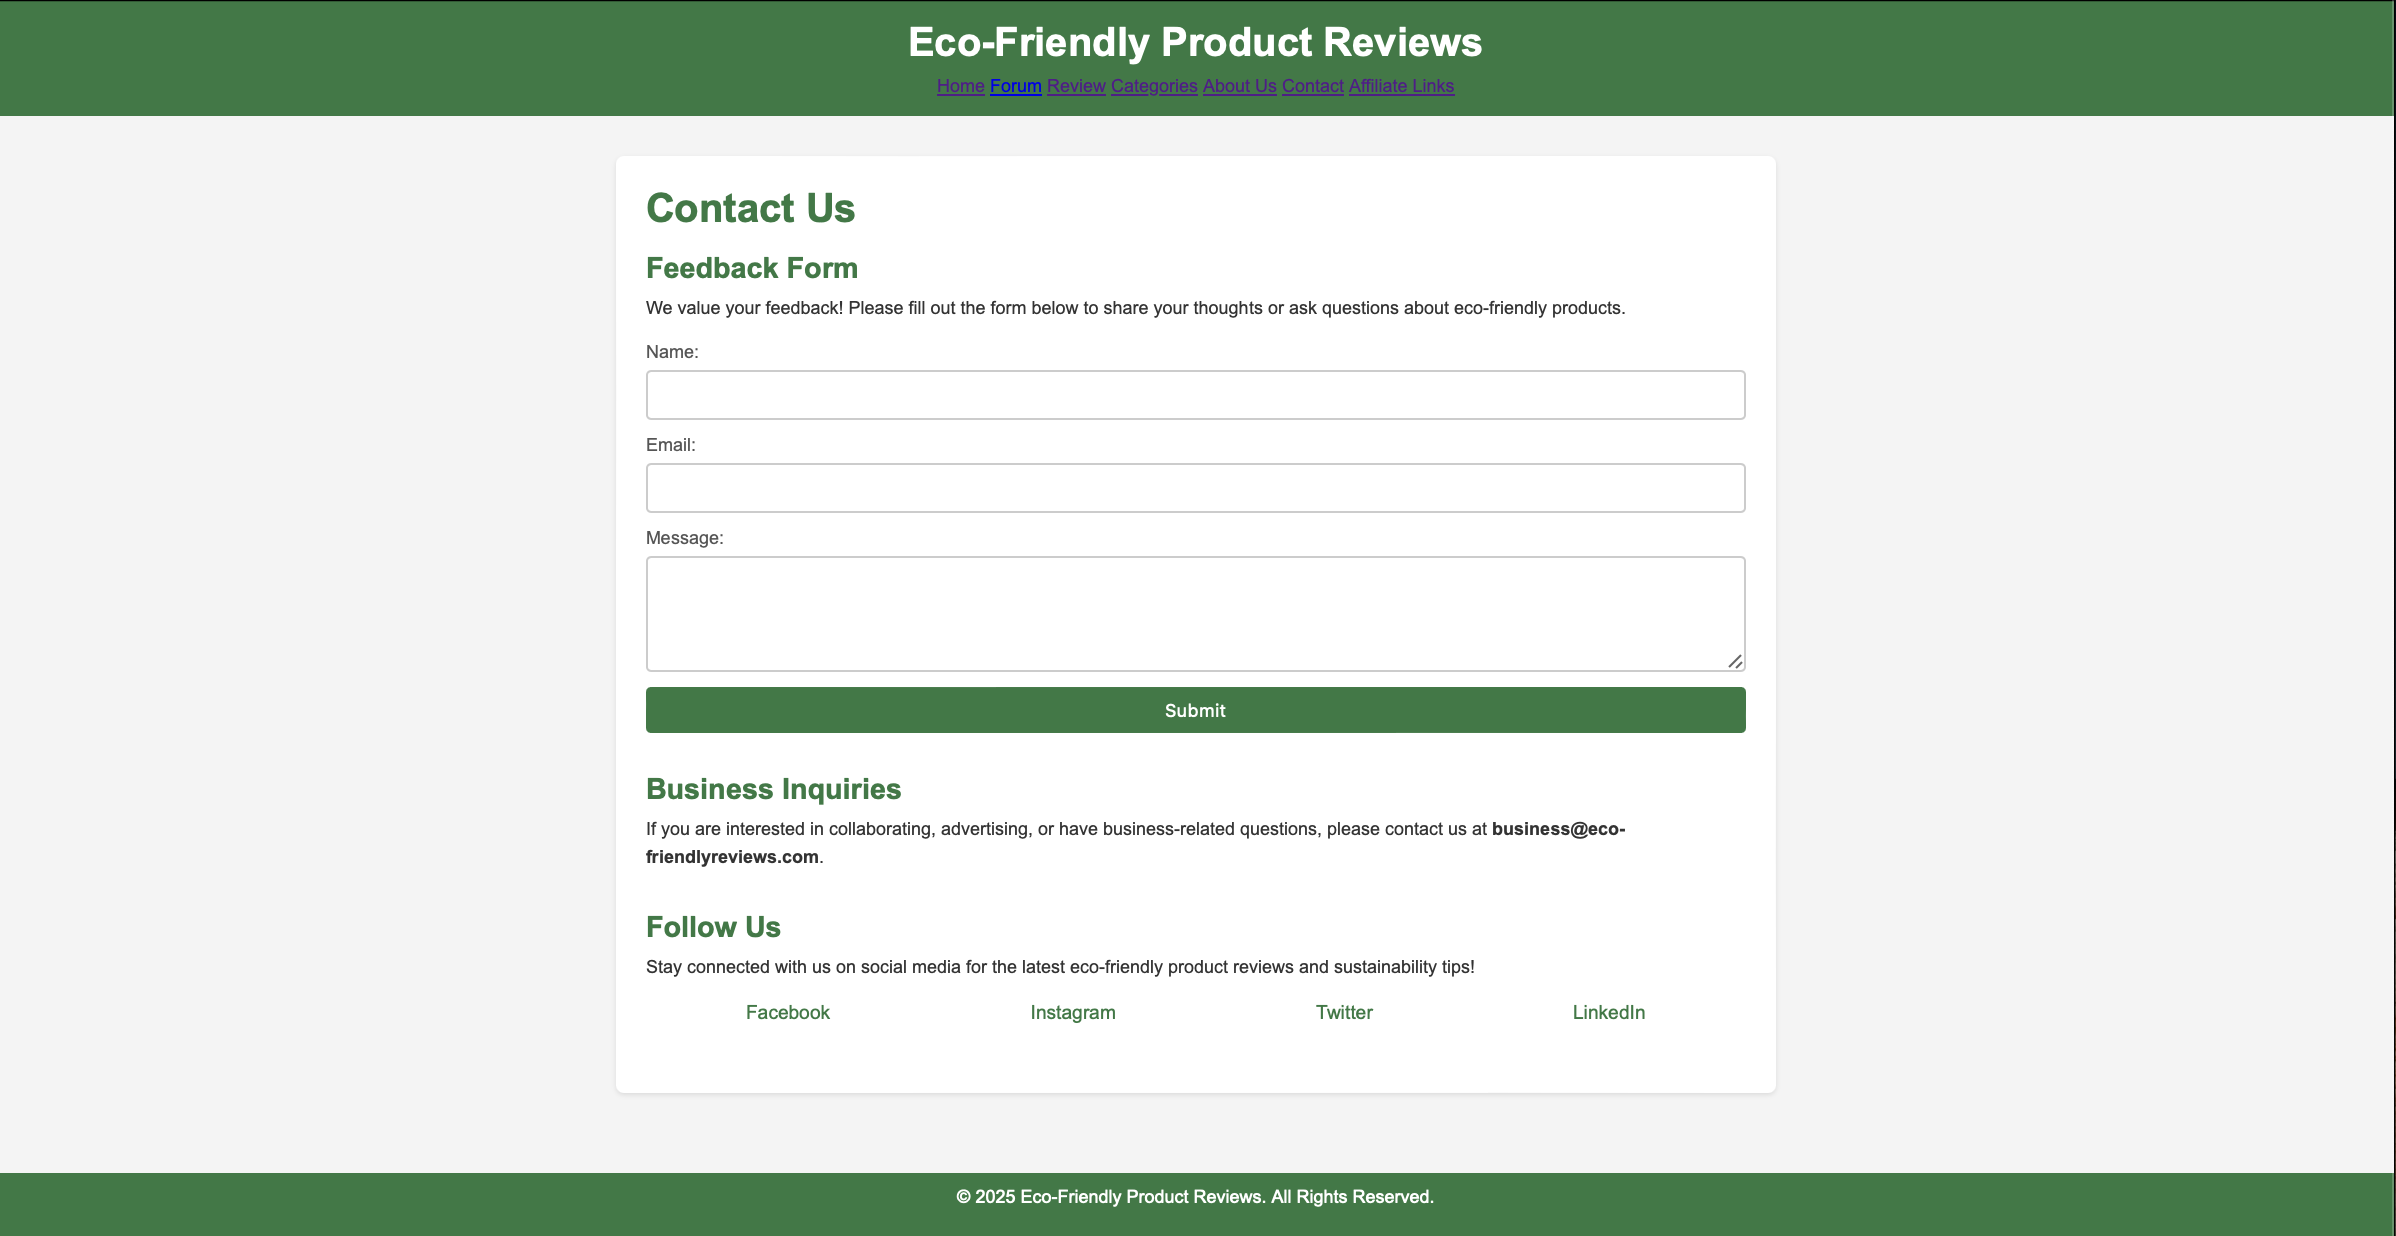 Eco-Friendly Product Reviews
Home Forum Review Categories About Us Contact Affiliate Links
Contact Us
Feedback Form
We value your feedback! Please fill out the form below to share your thoughts or ask questions about eco-friendly products.
Name:
Email:
Message:
Submit
Business Inquiries
If you are interested in collaborating, advertising, or have business-related questions, please contact us at business@eco-
friendlyreviews.com.
Follow Us
Stay connected with us on social media for the latest eco-friendly product reviews and sustainability tips!
Facebook Instagram Twitter LinkedIn
© 2025 Eco-Friendly Product Reviews. All Rights Reserved.